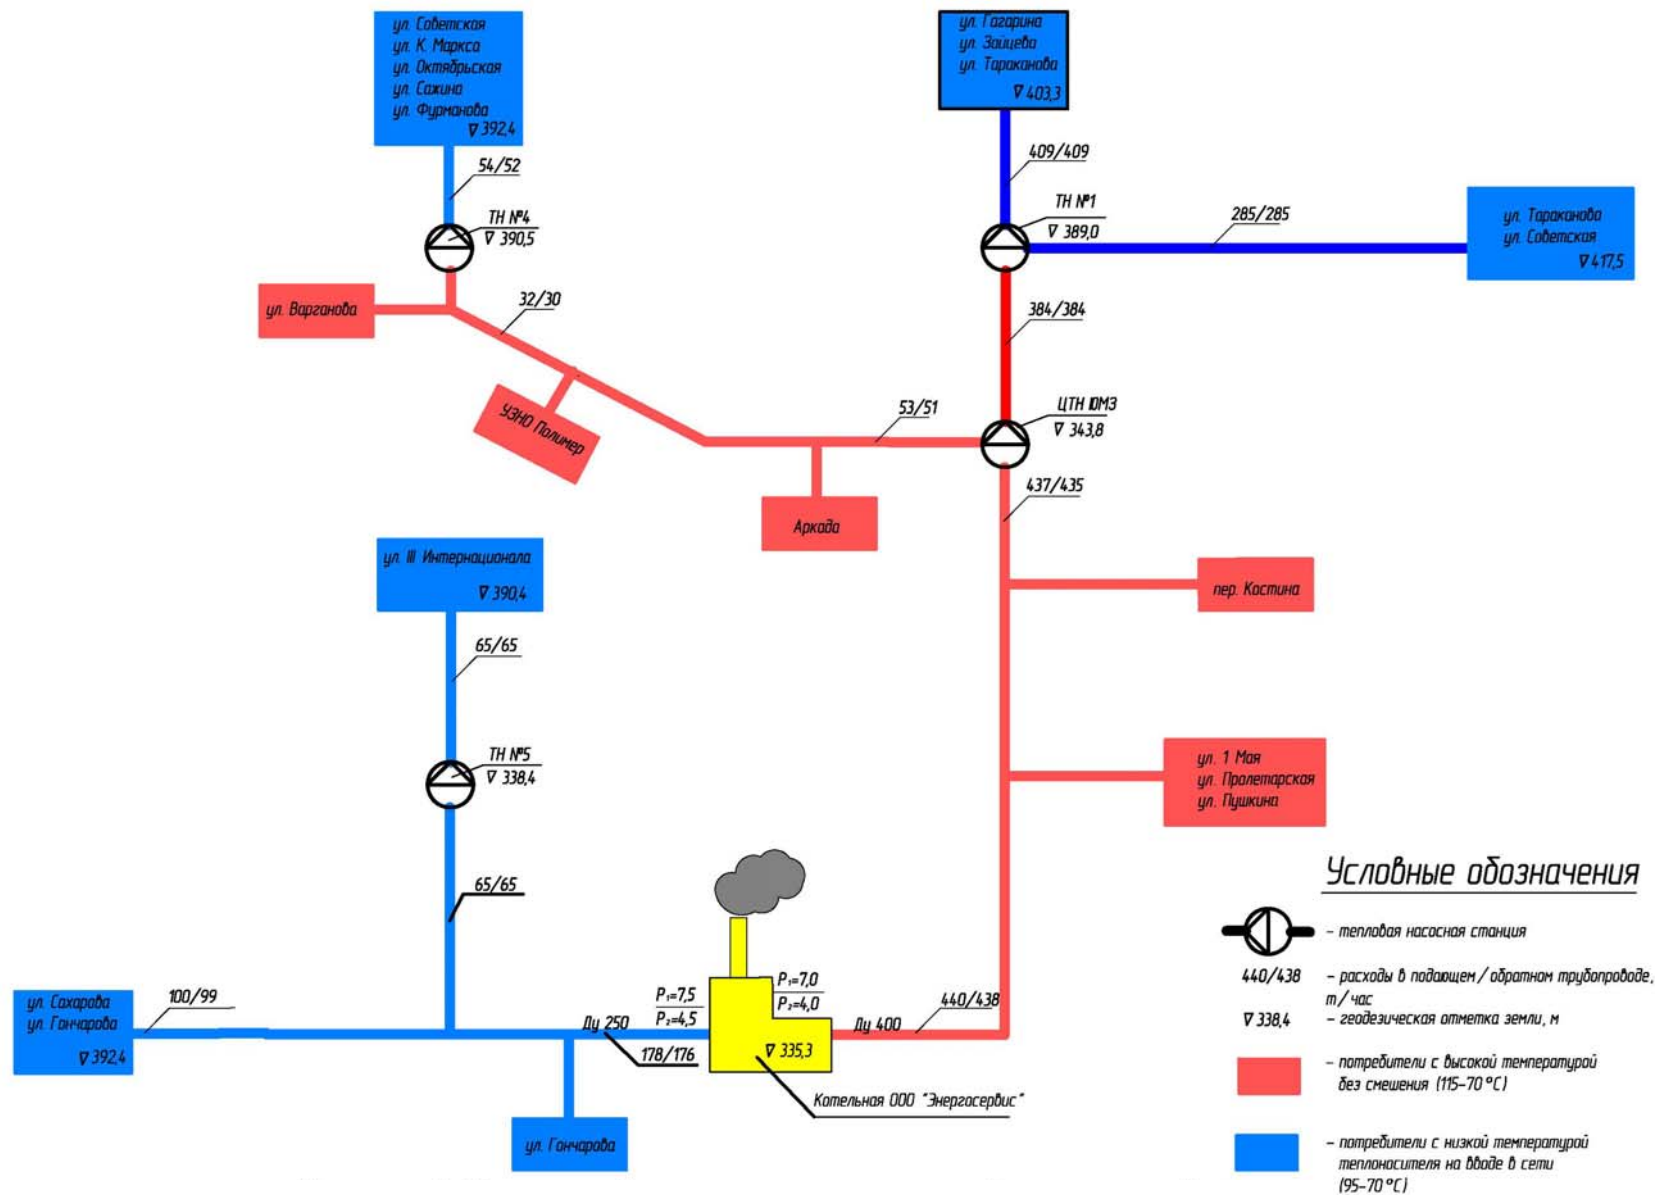 ул. Советская
ул. К. Маркса
ул. Октябрьская
ул. Сажина
ул. Фурманова
∇ 392,4
ул. Гагарина
ул. Зайцева
ул. Тараканова
∇ 403,3
54/52
409/409
ТН №4
∇ 390,5
ТН №1
∇ 389,0
285/285
ул. Тараканова
ул. Советская
∇ 417,5
ул. Варганова
32/30
384/384
УЗНО Полимер
53/51
ЦТН ЮМЗ
∇ 343,8
437/435
Аркада
ул. III Интернационала
∇ 390,4
пер. Костина
65/65
ТН №5
∇ 338,4
ул. 1 Мая
ул. Пролетарская
ул. Пушкина
65/65
ул. Сахарова
ул. Гончарова
∇ 392,4
100/99
Ду 250
178/176
P₁=7,5
P₂=4,5
P₁=7,0
P₂=4,0
∇ 335,3
Ду 400
440/438
Котельная ООО "Энергосервис"
ул. Гончарова
Условные обозначения
– тепловая насосная станция
440/438 – расходы в подающем / обратном трубопроводе,
т/час
∇ 338,4 – геодезическая отметка земли, м
– потребители с высокой температурой
без смешения (115–70 °С)
– потребители с низкой температурой
теплоносителя на вводе в сети
(95–70 °С)